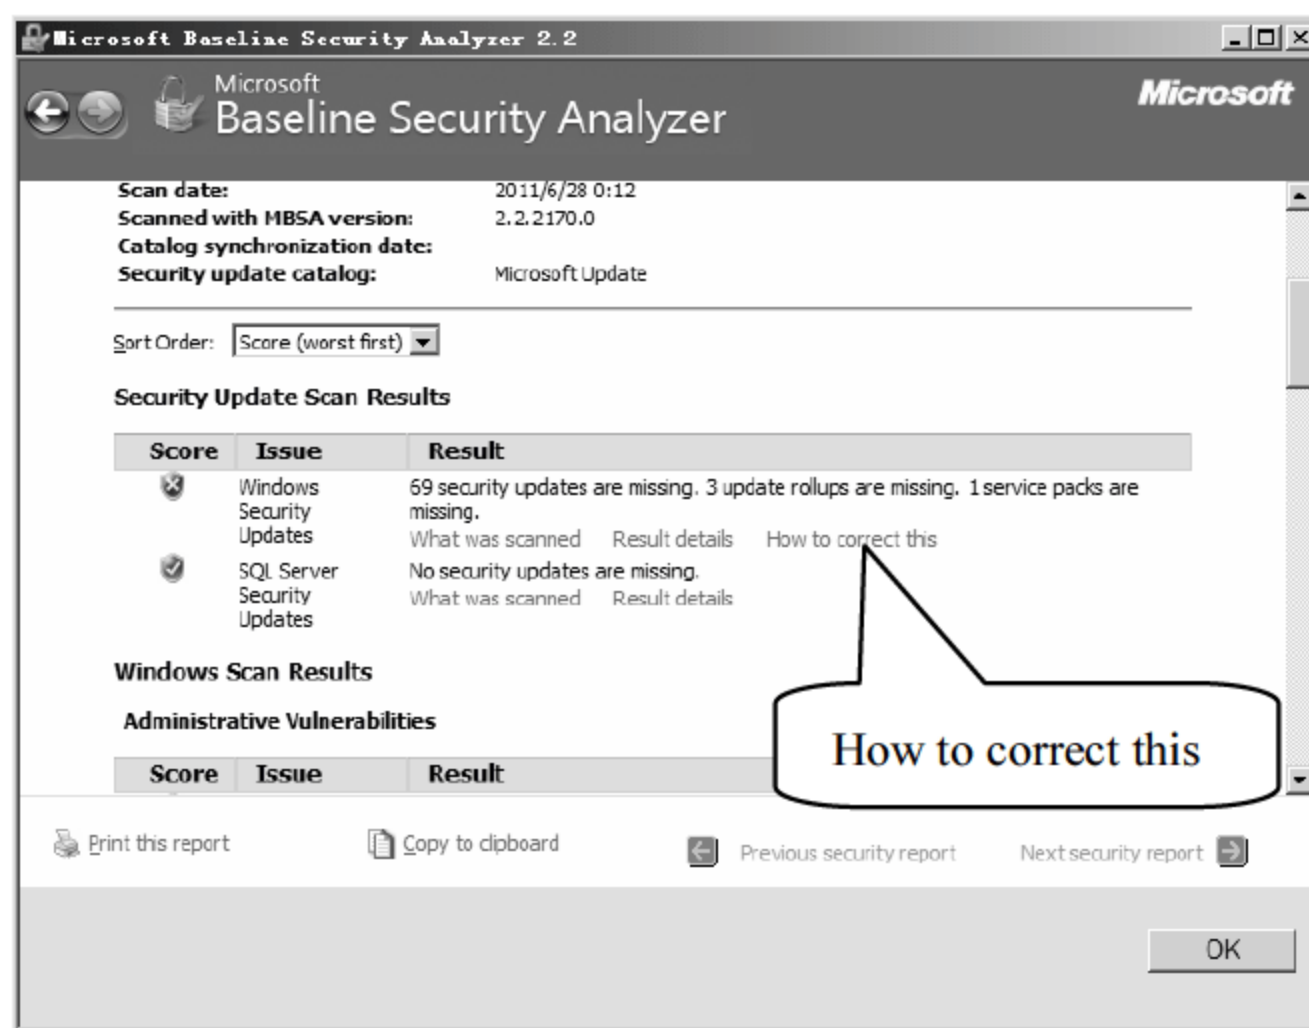 Microsoft Baseline Security Analyzer 2.2
Microsoft
Baseline Security Analyzer
Microsoft
Scan date: 2011/6/28 0:12
Scanned with MBSA version: 2.2.2170.0
Catalog synchronization date:
Security update catalog: Microsoft Update
Sort Order: Score (worst first)
Security Update Scan Results
Score Issue Result
Windows Security Updates
69 security updates are missing. 3 update rollups are missing. 1 service packs are
missing.
What was scanned Result details How to correct this
SQL Server Security Updates
No security updates are missing.
What was scanned Result details
Windows Scan Results
Administrative Vulnerabilities
How to correct this
Score Issue Result
Print this report Copy to clipboard Previous security report Next security report
OK